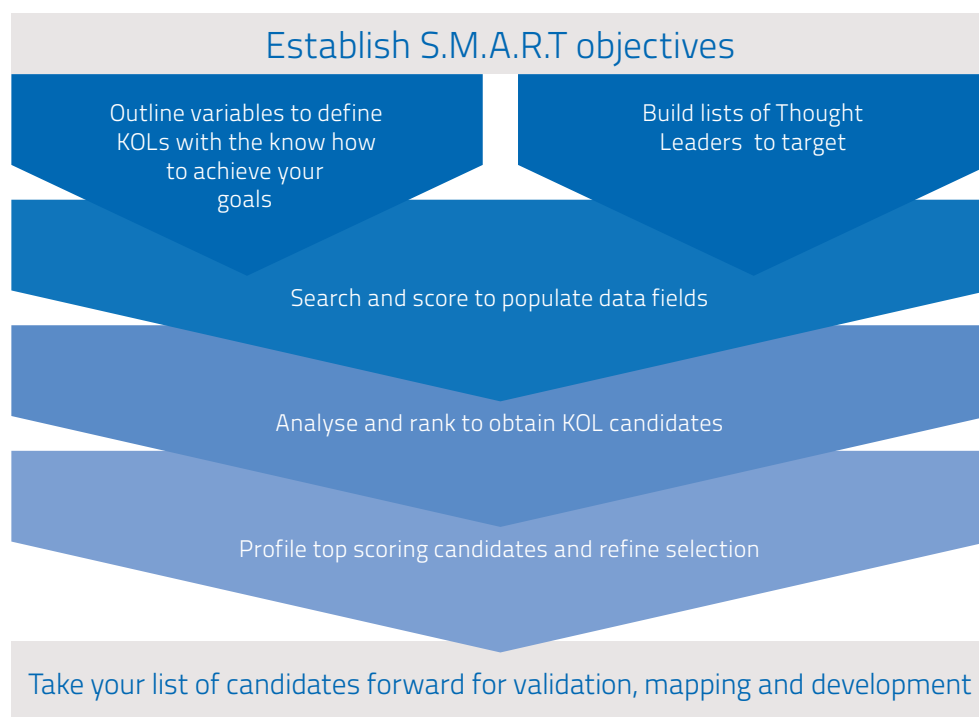 Establish S.M.A.R.T objectives
Outline variables to define
KOLs with the know how
to achieve your
goals
Build lists of Thought
Leaders to target
Search and score to populate data fields
Analyse and rank to obtain KOL candidates
Profile top scoring candidates and refine selection
Take your list of candidates forward for validation, mapping and development